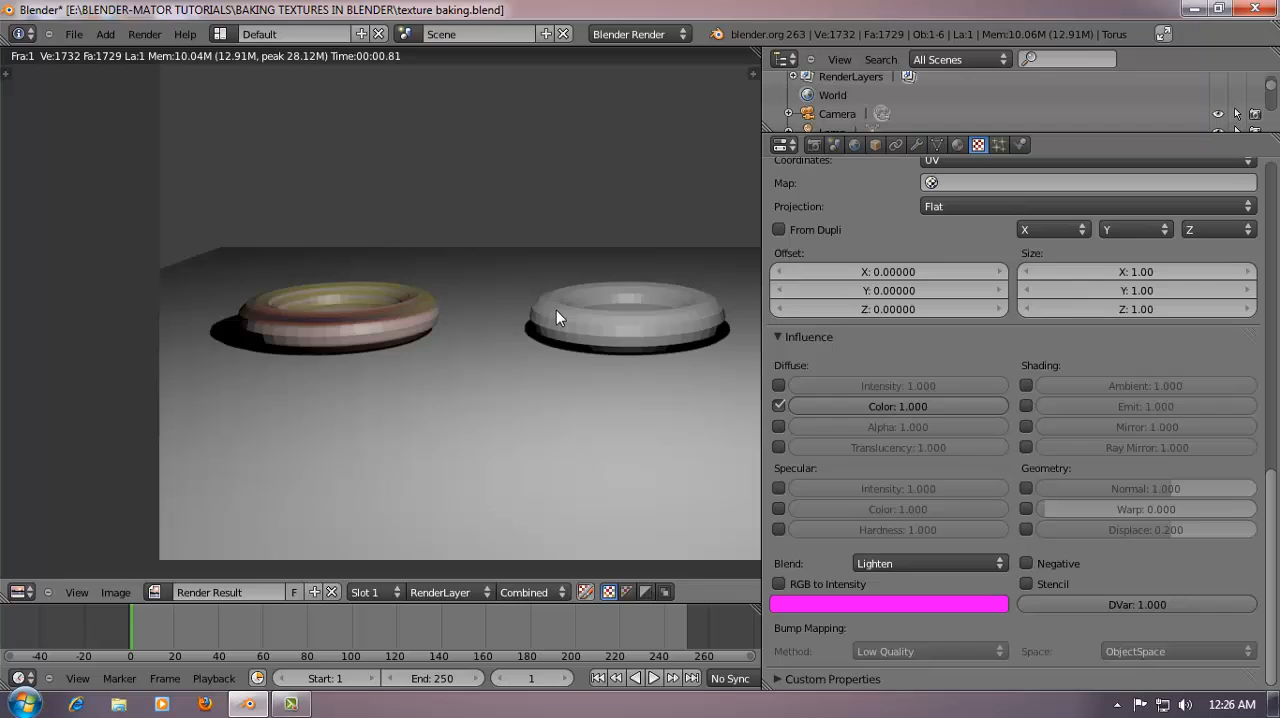 Blender* [E:\BLENDER-MATOR TUTORIALS\BAKING TEXTURES IN BLENDER\texture baking.blend]
File Add Render Help Default Scene Blender Render blender.org 263 | Ve:1732 | Fa:1729 | Ob:1-6 | La:1 | Mem:10.06M (12.91M) | Torus
Fra:1 Ve:1732 Fa:1729 La:1 Mem:10.04M (12.91M, peak 28.12M) Time:00:00.81
View Search All Scenes
RenderLayers
World
Camera
Coordinates: UV
Map:
Projection: Flat
From Dupli X Y Z
Offset: Size:
X: 0.00000 X: 1.00
Y: 0.00000 Y: 1.00
Z: 0.00000 Z: 1.00
Influence
Diffuse: Shading:
Intensity: 1.000 Ambient: 1.000
Color: 1.000 Emit: 1.000
Alpha: 1.000 Mirror: 1.000
Translucency: 1.000 Ray Mirror: 1.000
Specular: Geometry:
Intensity: 1.000 Normal: 1.000
Color: 1.000 Warp: 0.000
Hardness: 1.000 Displace: 0.200
Blend: Lighten Negative
RGB to Intensity Stencil
DVar: 1.000
Bump Mapping:
Method: Low Quality Space: ObjectSpace
Custom Properties
View Image Render Result F Slot 1 RenderLayer Combined
-40 -20 0 20 40 60 80 100 120 140 160 180 200 220 240 260
View Marker Frame Playback Start: 1 End: 250 1 No Sync
12:26 AM